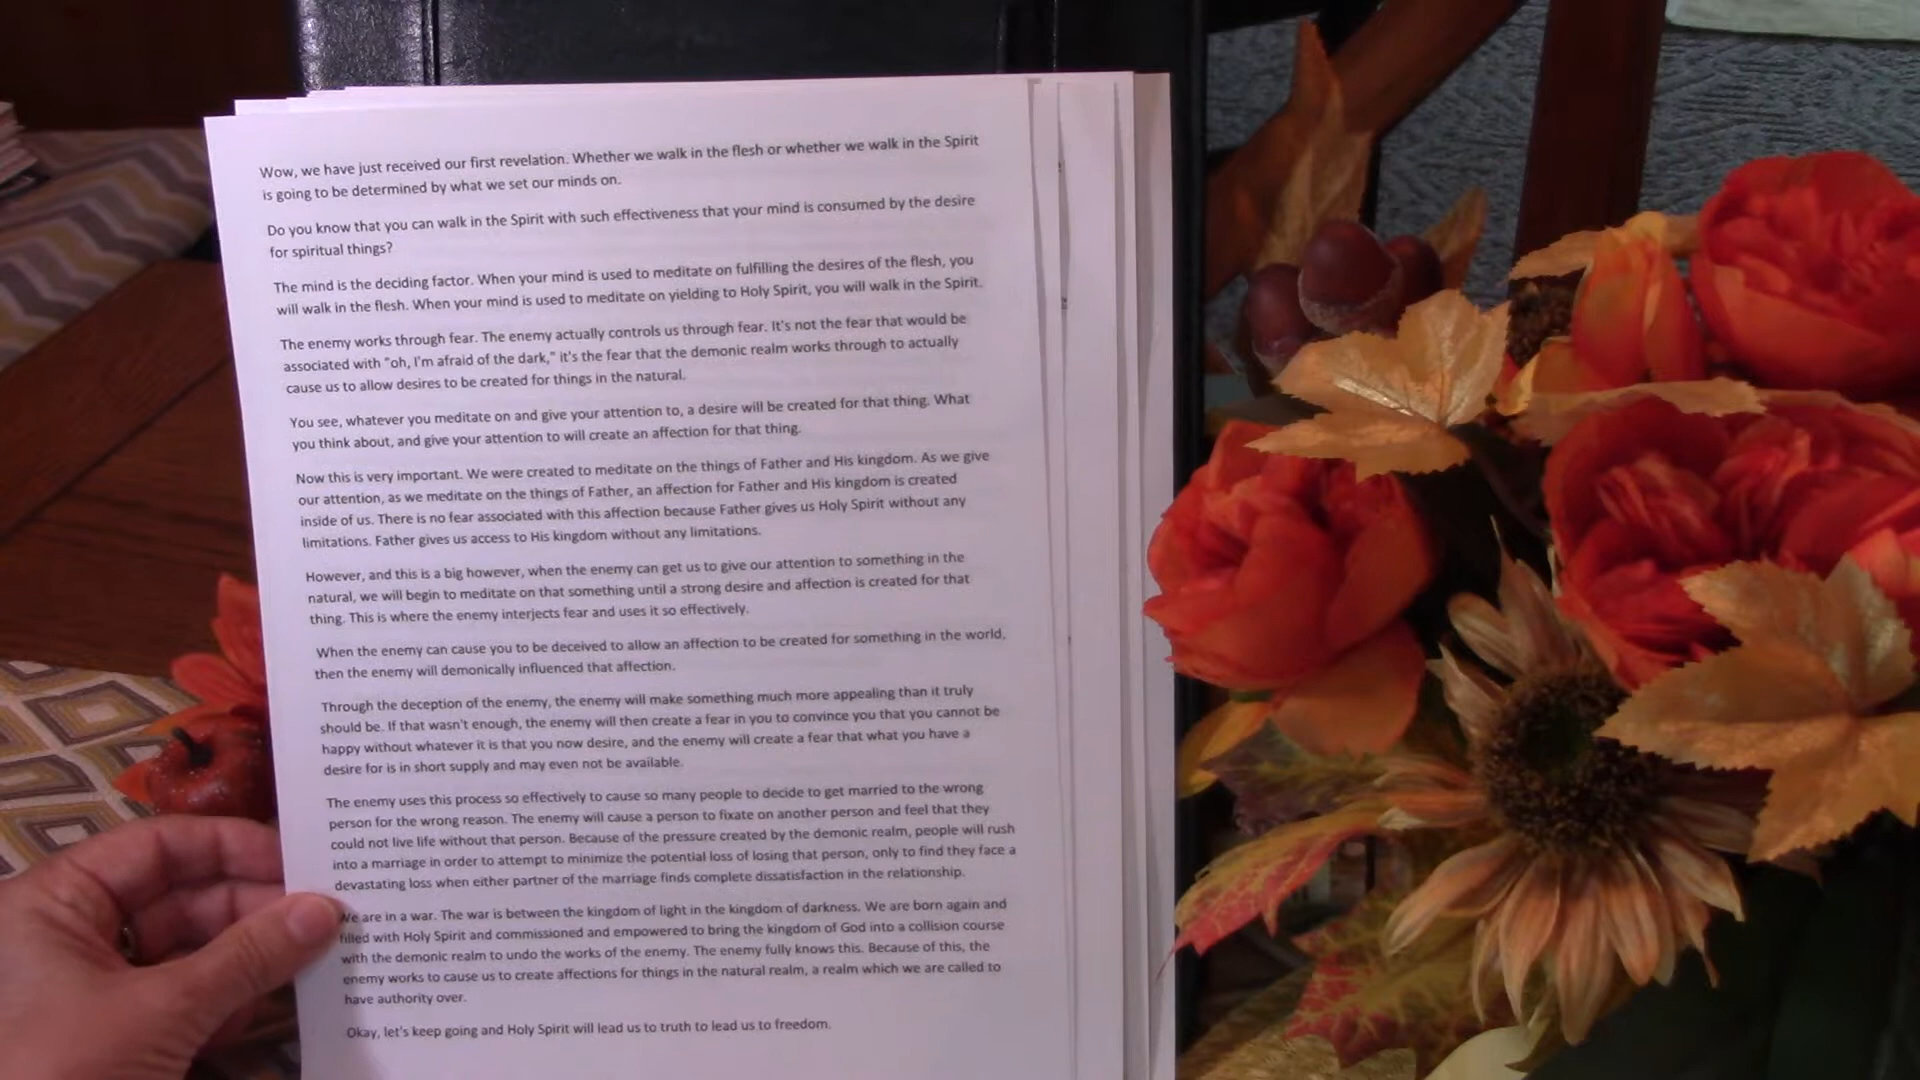 Wow, we have just received our first revelation. Whether we walk in the flesh or whether we walk in the Spirit
is going to be determined by what we set our minds on.
Do you know that you can walk in the Spirit with such effectiveness that your mind is consumed by the desire
for spiritual things?
The mind is the deciding factor. When your mind is used to meditate on fulfilling the desires of the flesh, you
will walk in the flesh. When your mind is used to meditate on yielding to Holy Spirit, you will walk in the Spirit.
The enemy works through fear. The enemy actually controls us through fear. It's not the fear that would be
associated with "oh, I'm afraid of the dark," it's the fear that the demonic realm works through to actually
cause us to allow desires to be created for things in the natural.
You see, whatever you meditate on and give your attention to, a desire will be created for that thing. What
you think about, and give your attention to will create an affection for that thing.
Now this is very important. We were created to meditate on the things of Father and His kingdom. As we give
our attention, as we meditate on the things of Father, an affection for Father and His kingdom is created
inside of us. There is no fear associated with this affection because Father gives us Holy Spirit without any
limitations. Father gives us access to His kingdom without any limitations.
However, and this is a big however, when the enemy can get us to give our attention to something in the
natural, we will begin to meditate on that something until a strong desire and affection is created for that
thing. This is where the enemy interjects fear and uses it so effectively.
When the enemy can cause you to be deceived to allow an affection to be created for something in the world,
then the enemy will demonically influenced that affection.
Through the deception of the enemy, the enemy will make something much more appealing than it truly
should be. If that wasn't enough, the enemy will then create a fear in you to convince you that you cannot be
happy without whatever it is that you now desire, and the enemy will create a fear that what you have a
desire for is in short supply and may even not be available.
The enemy uses this process so effectively to cause so many people to decide to get married to the wrong
person for the wrong reason. The enemy will cause a person to fixate on another person and feel that they
could not live life without that person. Because of the pressure created by the demonic realm, people will rush
into a marriage in order to attempt to minimize the potential loss of losing that person, only to find they face a
devastating loss when either partner of the marriage finds complete dissatisfaction in the relationship.
We are in a war. The war is between the kingdom of light in the kingdom of darkness. We are born again and
filled with Holy Spirit and commissioned and empowered to bring the kingdom of God into a collision course
with the demonic realm to undo the works of the enemy. The enemy fully knows this. Because of this, the
enemy works to cause us to create affections for things in the natural realm, a realm which we are called to
have authority over.
Okay, let's keep going and Holy Spirit will lead us to truth to lead us to freedom.